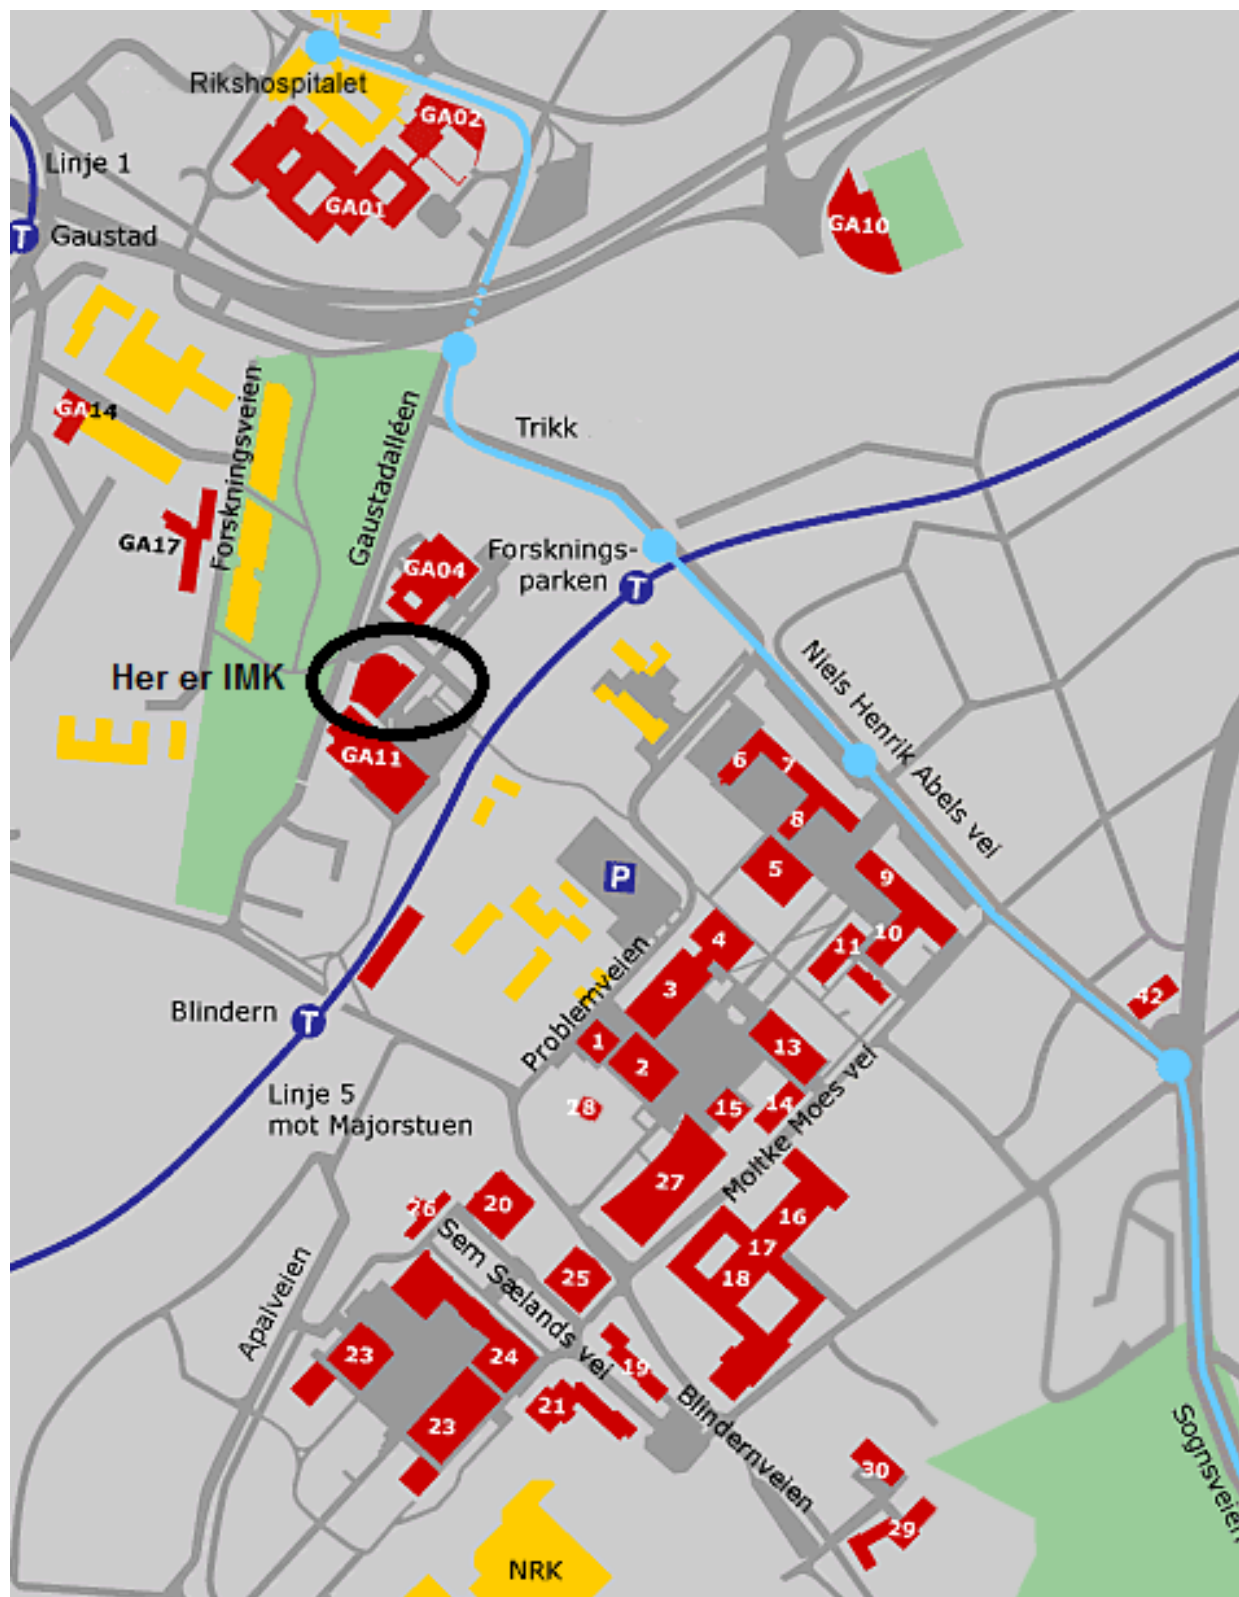 Rikshospitalet
GA02
Linje 1
GA01
T
Gaustad
GA10
GA14
Forskningsveien
Gaustadalléen
Trikk
GA17
GA04
Forsknings-
parken
T
Her er IMK
GA11
Niels Henrik Abels vei
6
7
8
5
P
9
4
11
10
3
Problemveien
42
Blindern
T
1
2
13
Linje 5
mot Majorstuen
28
15
14
Moltke Moes vei
27
26
20
16
17
18
25
Sem Sælands vei
Apalveien
23
24
19
21
23
Blindernveien
Sognsveien
30
29
NRK